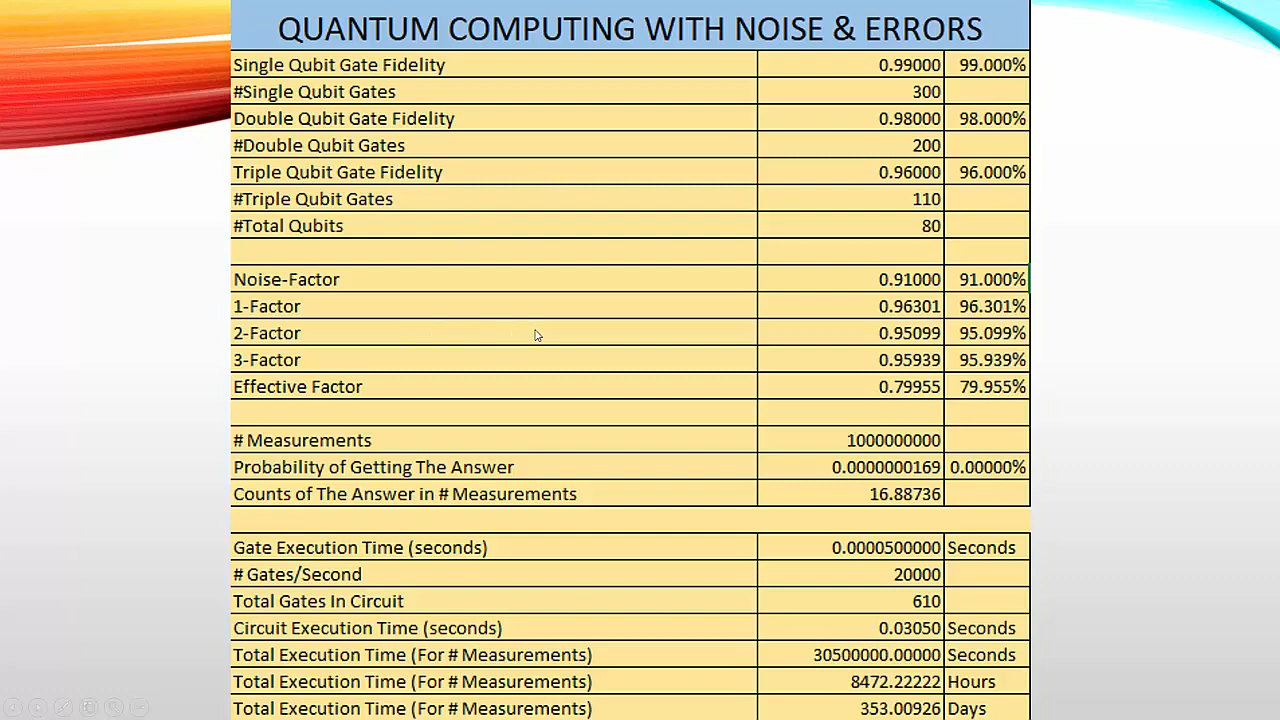 QUANTUM COMPUTING WITH NOISE & ERRORS
Single Qubit Gate Fidelity 0.99000 99.000%
#Single Qubit Gates 300
Double Qubit Gate Fidelity 0.98000 98.000%
#Double Qubit Gates 200
Triple Qubit Gate Fidelity 0.96000 96.000%
#Triple Qubit Gates 110
#Total Qubits 80
Noise-Factor 0.91000 91.000%
1-Factor 0.96301 96.301%
2-Factor 0.95099 95.099%
3-Factor 0.95939 95.939%
Effective Factor 0.79955 79.955%
# Measurements 1000000000
Probability of Getting The Answer 0.0000000169 0.00000%
Counts of The Answer in # Measurements 16.88736
Gate Execution Time (seconds) 0.0000500000 Seconds
# Gates/Second 20000
Total Gates In Circuit 610
Circuit Execution Time (seconds) 0.03050 Seconds
Total Execution Time (For # Measurements) 30500000.00000 Seconds
Total Execution Time (For # Measurements) 8472.22222 Hours
Total Execution Time (For # Measurements) 353.00926 Days